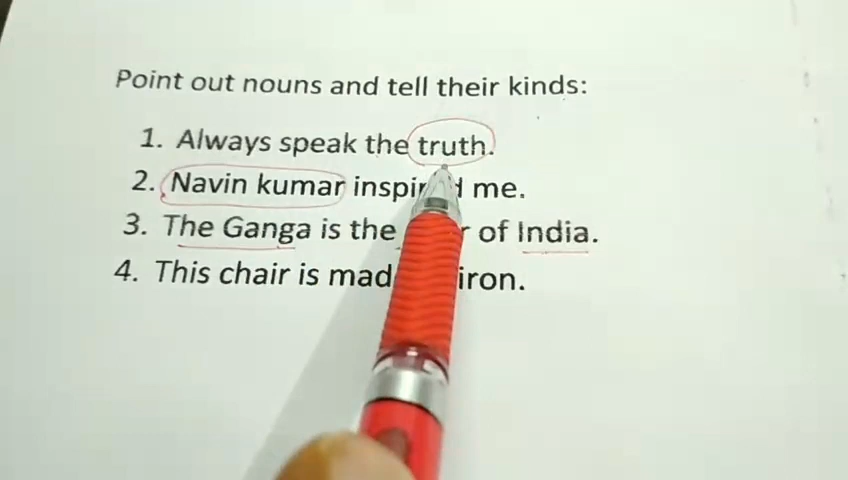 Point out nouns and tell their kinds:
1. Always speak the truth.
2. Navin kumar me.
3. The Ganga is the of India.
4. This chair is iron.